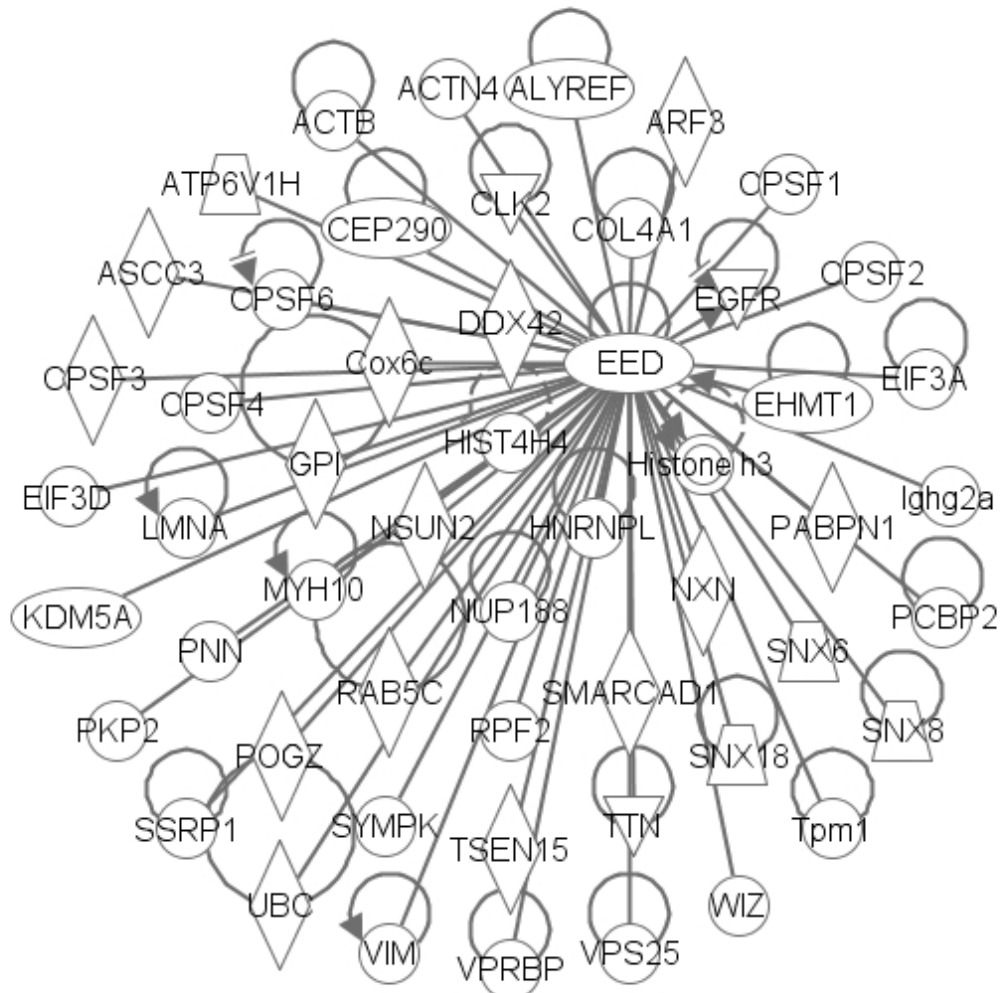 ALYREF
ACTN4
ACTB
ARF3
ATP6V1H
CLK2
CPSF1
CEP290
COL4A1
ASCC3
CPSF6
EGFR
CPSF2
DDX42
CPSF3
Cox6c
EED
EIF3A
CPSF4
EHMT1
HIST4H4
GPI
Histone h3
EIF3D
LMNA
NSUN2
HNRNPL
PABPN1
Ighg2a
KDM5A
MYH10
NUP188
NXN
PCBP2
PNN
SNX6
RAB5C
SMARCAD1
PKP2
POGZ
RPF2
SNX18
SNX8
SSRP1
SYMPK
TTN
Tpm1
TSEN15
UBC
WIZ
VIM
VPRBP
VPS25